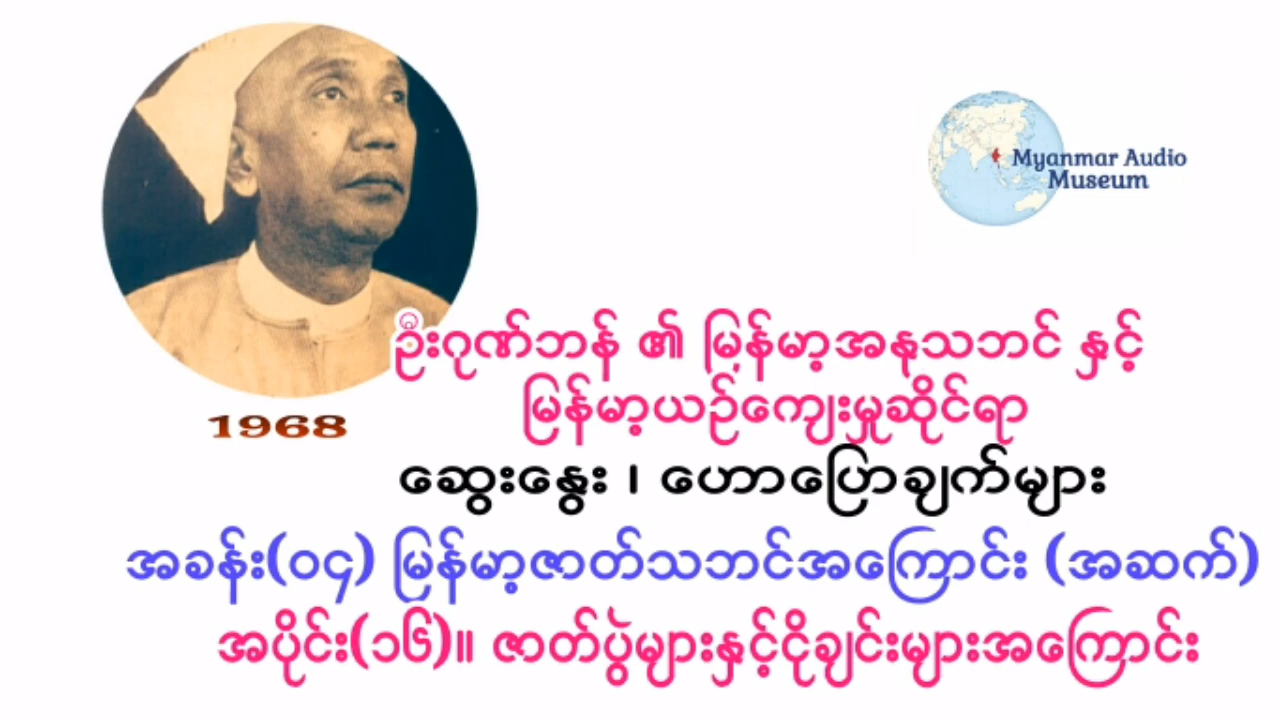 Myanmar Audio
Museum
ဦးဂုဏ်ဘန် ၏ မြန်မာ့အနုသဘင် နှင့်
1968
မြန်မာ့ယဉ်ကျေးမှုဆိုင်ရာ
ဆွေးနွေး ၊ ဟောပြောချက်များ
အခန်း(၀၄) မြန်မာ့ဇာတ်သဘင်အကြောင်း (အဆက်)
အပိုင်း(၁၆)။ ဇာတ်ပွဲများနှင့်ငိုချင်းများအကြောင်း